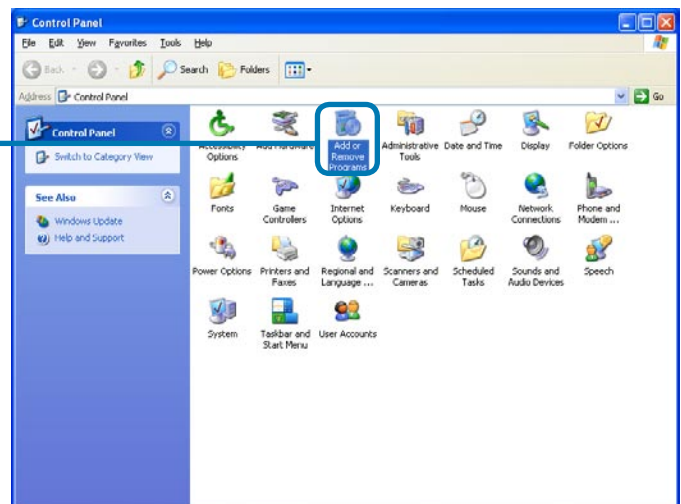 Control Panel
File Edit View Favorites Tools Help
Back Search Folders
Address Control Panel Go
Control Panel
Switch to Category View
See Also
Windows Update
Help and Support
Accessibility Options
Add Hardware
Add or Remove Programs
Administrative Tools
Date and Time
Display
Folder Options
Fonts
Game Controllers
Internet Options
Keyboard
Mouse
Network Connections
Phone and Modem ...
Power Options
Printers and Faxes
Regional and Language ...
Scanners and Cameras
Scheduled Tasks
Sounds and Audio Devices
Speech
System
Taskbar and Start Menu
User Accounts